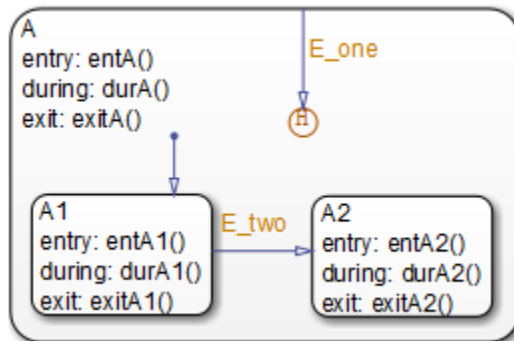 A
entry: entA()
during: durA()
exit: exitA()
E_one
H
A1
entry: entA1()
during: durA1()
exit: exitA1()
E_two
A2
entry: entA2()
during: durA2()
exit: exitA2()